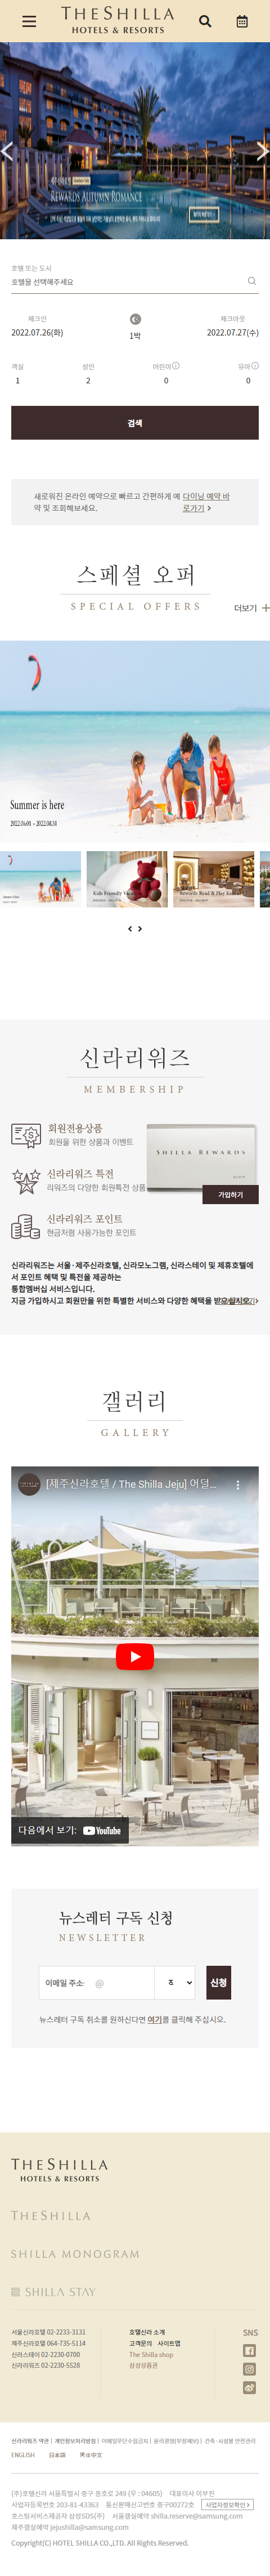 THE SHILLA
HOTELS & RESORTS
REWARDS AUTUMN ROMANCE
호텔 또는 도시
호텔을 선택해주세요
체크인
체크아웃
2022.07.26(화)
1박
2022.07.27(수)
객실
성인
어린이
유아
1
2
0
0
검색
새로워진 온라인 예약으로 빠르고 간편하게 예약 및 조회해보세요.
다이닝 예약 바로가기
스페셜 오퍼
SPECIAL OFFERS
더보기
Summer is here
2022.06.01 ~ 2022.08.31
신라리워즈
MEMBERSHIP
회원전용상품
회원을 위한 상품과 이벤트
SHILLA REWARDS
신라리워즈 특전
리워즈의 다양한 회원특전 상품
가입하기
신라리워즈 포인트
현금처럼 사용가능한 포인트
신라리워즈는 서울·제주신라호텔, 신라모노그램, 신라스테이 및 제휴호텔에서 포인트 혜택 및 특전을 제공하는
통합멤버십 서비스입니다.
지금 가입하시고 회원만을 위한 특별한 서비스와 다양한 혜택을 받으십시오.
갤러리
GALLERY
[제주신라호텔 / The Shilla Jeju] 어덜...
다음에서 보기: YouTube
뉴스레터 구독 신청
NEWSLETTER
이메일 주소
@
신청
뉴스레터 구독 취소를 원하신다면 여기를 클릭해 주십시오.
THE SHILLA
HOTELS & RESORTS
THE SHILLA
SHILLA MONOGRAM
SHILLA STAY
서울신라호텔 02-2233-3131
제주신라호텔 064-735-5114
신라스테이 02-2230-0700
신라리워즈 02-2230-5528
호텔신라 소개
고객문의 사이트맵
The Shilla shop
삼성상품권
SNS
신라리워즈 약관 | 개인정보처리방침 | 이메일무단수집금지 | 윤리경영(부정제보) | 건축·시설물 안전관리
ENGLISH 日本語 简体中文
(주)호텔신라 서울특별시 중구 동호로 249 (우 : 04605) 대표이사 이부진
사업자등록번호 203-81-43363 통신판매신고번호 중구00272호 사업자정보확인 >
호스팅서비스제공자 삼성SDS(주) 서울객실예약 shilla.reserve@samsung.com
제주객실예약 jejushilla@samsung.com
Copyright(C) HOTEL SHILLA CO.,LTD. All Rights Reserved.